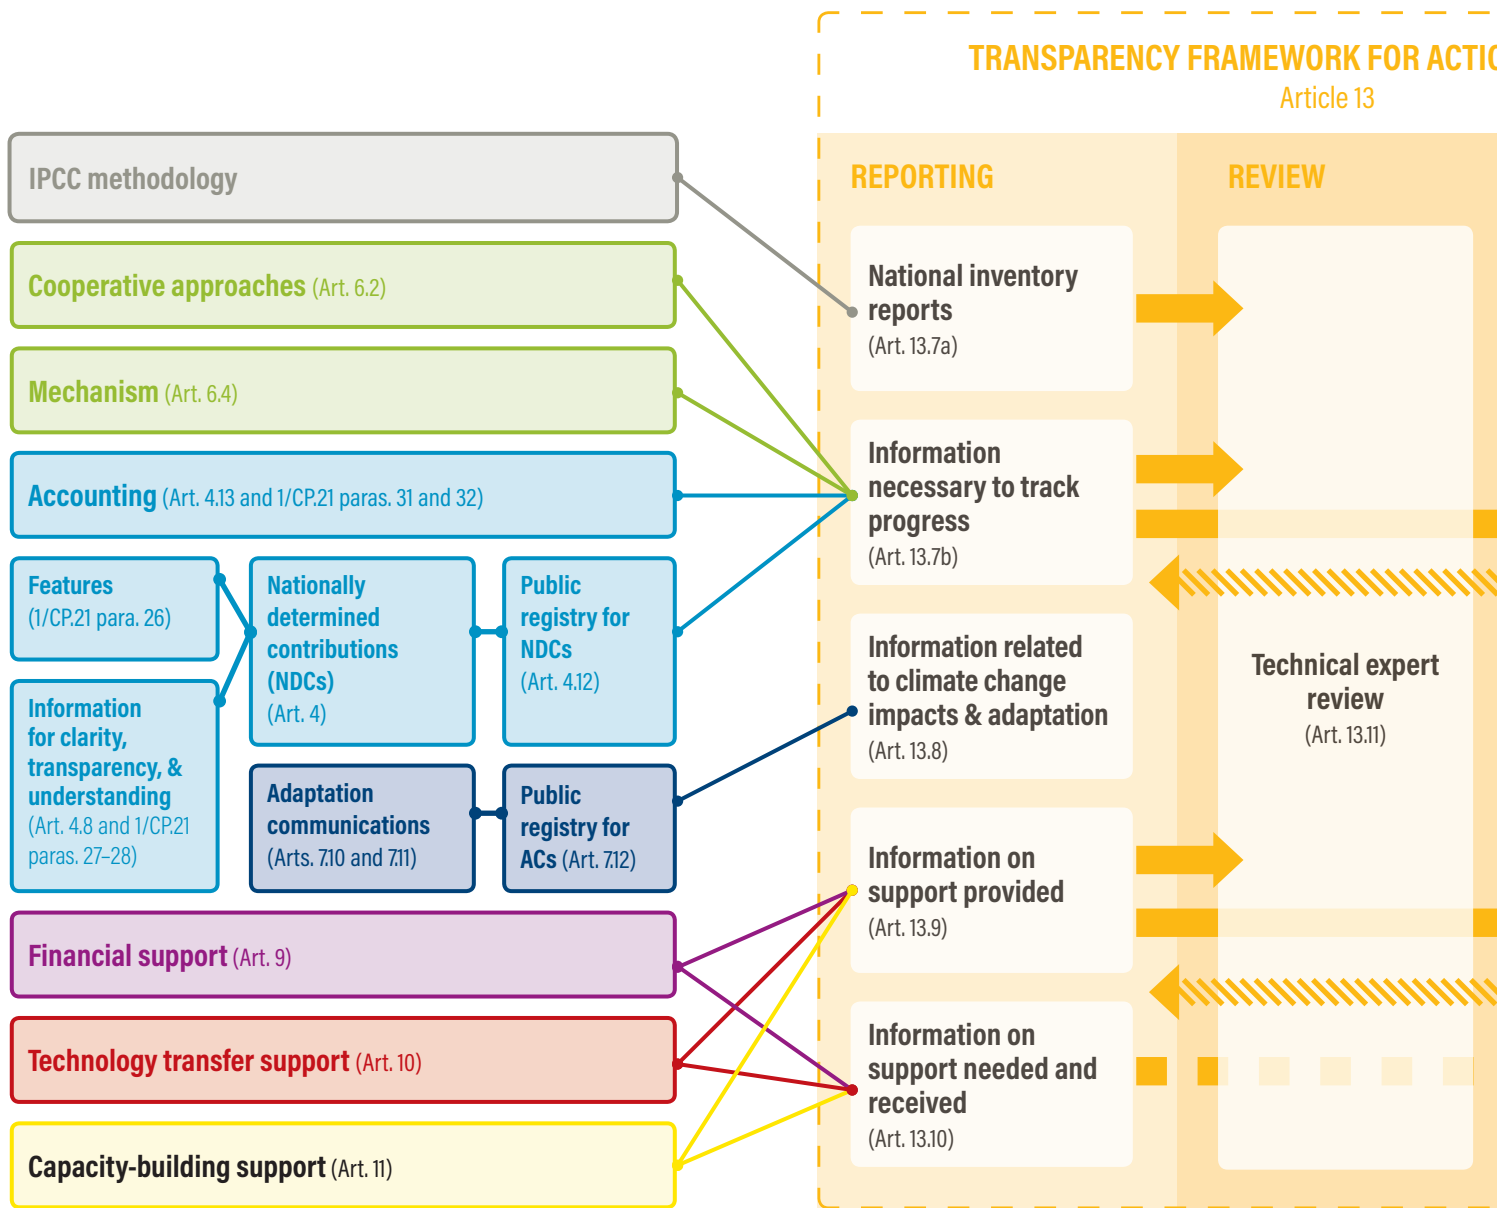 TRANSPARENCY FRAMEWORK FOR
Article 13
IPCC methodology
Cooperative approaches (Art. 6.2)
Mechanism (Art. 6.4)
Accounting (Art. 4.13 and 1/CP.21 paras. 31 and 32)
Features
(1/CP.21 para. 26)
Information
for clarity,
transparency, &
understanding
(Art. 4.8 and 1/CP.21
paras. 27–28)
Nationally
determined
contributions
(NDCs)
(Art. 4)
Public
registry for
NDCs
(Art. 4.12)
Adaptation
communications
(Arts. 7.10 and 7.11)
Public
registry for
ACs (Art. 7.12)
Financial support (Art. 9)
Technology transfer support (Art. 10)
Capacity-building support (Art. 11)
REPORTING
National inventory
reports
(Art. 13.7a)
Information
necessary to track
progress
(Art. 13.7b)
Information related
to climate change
impacts & adaptation
(Art. 13.8)
Information on
support provided
(Art. 13.9)
Information on
support needed and
received
(Art. 13.10)
REVIEW
Technical expert
review
(Art. 13.11)